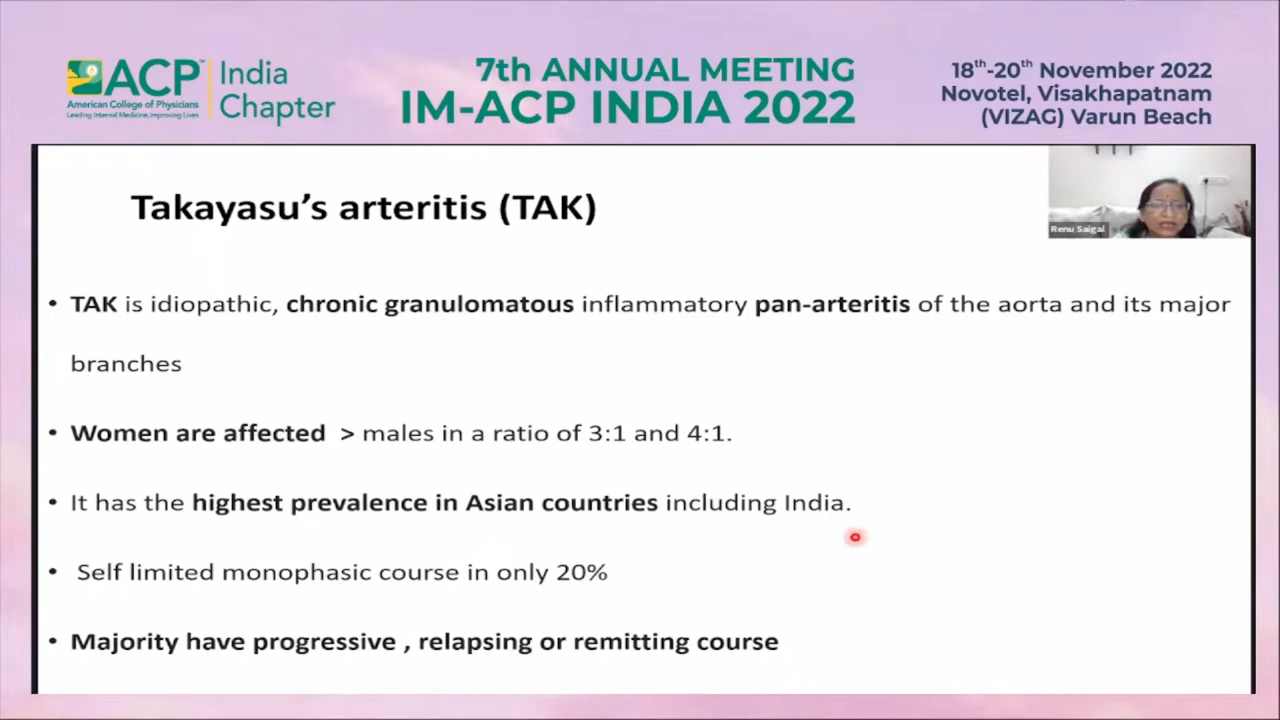 ACP™
India
Chapter
American College of Physicians
Leading Internal Medicine, Improving Lives
7th ANNUAL MEETING
IM-ACP INDIA 2022
18th-20th November 2022
Novotel, Visakhapatnam
(VIZAG) Varun Beach
Takayasu’s arteritis (TAK)
Renu Saigal
• TAK is idiopathic, chronic granulomatous inflammatory pan-arteritis of the aorta and its major
branches
• Women are affected > males in a ratio of 3:1 and 4:1.
• It has the highest prevalence in Asian countries including India.
• Self limited monophasic course in only 20%
• Majority have progressive , relapsing or remitting course